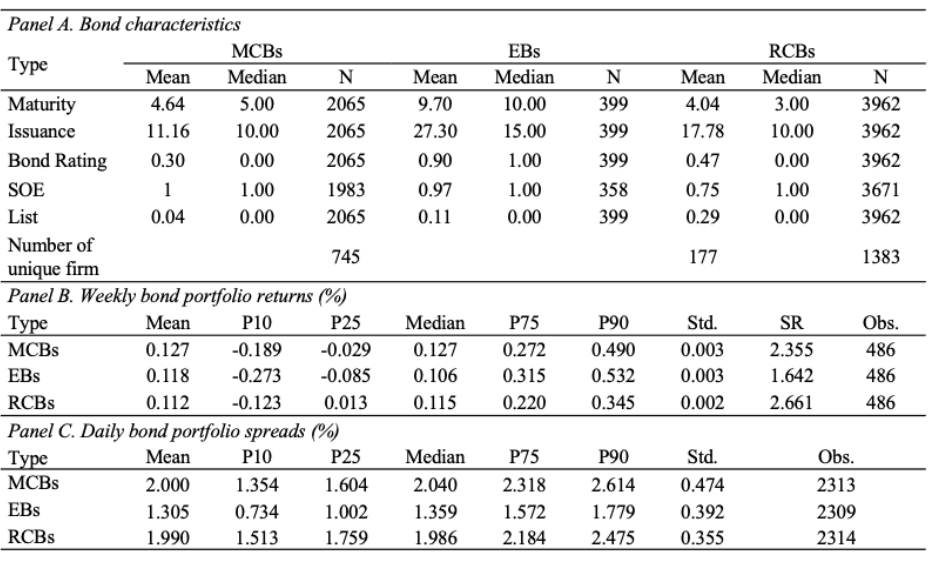 Panel A. Bond characteristics
Type MCBs EBs RCBs
Mean Median N Mean Median N Mean Median N
Maturity 4.64 5.00 2065 9.70 10.00 399 4.04 3.00 3962
Issuance 11.16 10.00 2065 27.30 15.00 399 17.78 10.00 3962
Bond Rating 0.30 0.00 2065 0.90 1.00 399 0.47 0.00 3962
SOE 1 1.00 1983 0.97 1.00 358 0.75 1.00 3671
List 0.04 0.00 2065 0.11 0.00 399 0.29 0.00 3962
Number of
unique firm 745 177 1383
Panel B. Weekly bond portfolio returns (%)
Type Mean P10 P25 Median P75 P90 Std. SR Obs.
MCBs 0.127 -0.189 -0.029 0.127 0.272 0.490 0.003 2.355 486
EBs 0.118 -0.273 -0.085 0.106 0.315 0.532 0.003 1.642 486
RCBs 0.112 -0.123 0.013 0.115 0.220 0.345 0.002 2.661 486
Panel C. Daily bond portfolio spreads (%)
Type Mean P10 P25 Median P75 P90 Std. Obs.
MCBs 2.000 1.354 1.604 2.040 2.318 2.614 0.474 2313
EBs 1.305 0.734 1.002 1.359 1.572 1.779 0.392 2309
RCBs 1.990 1.513 1.759 1.986 2.184 2.475 0.355 2314